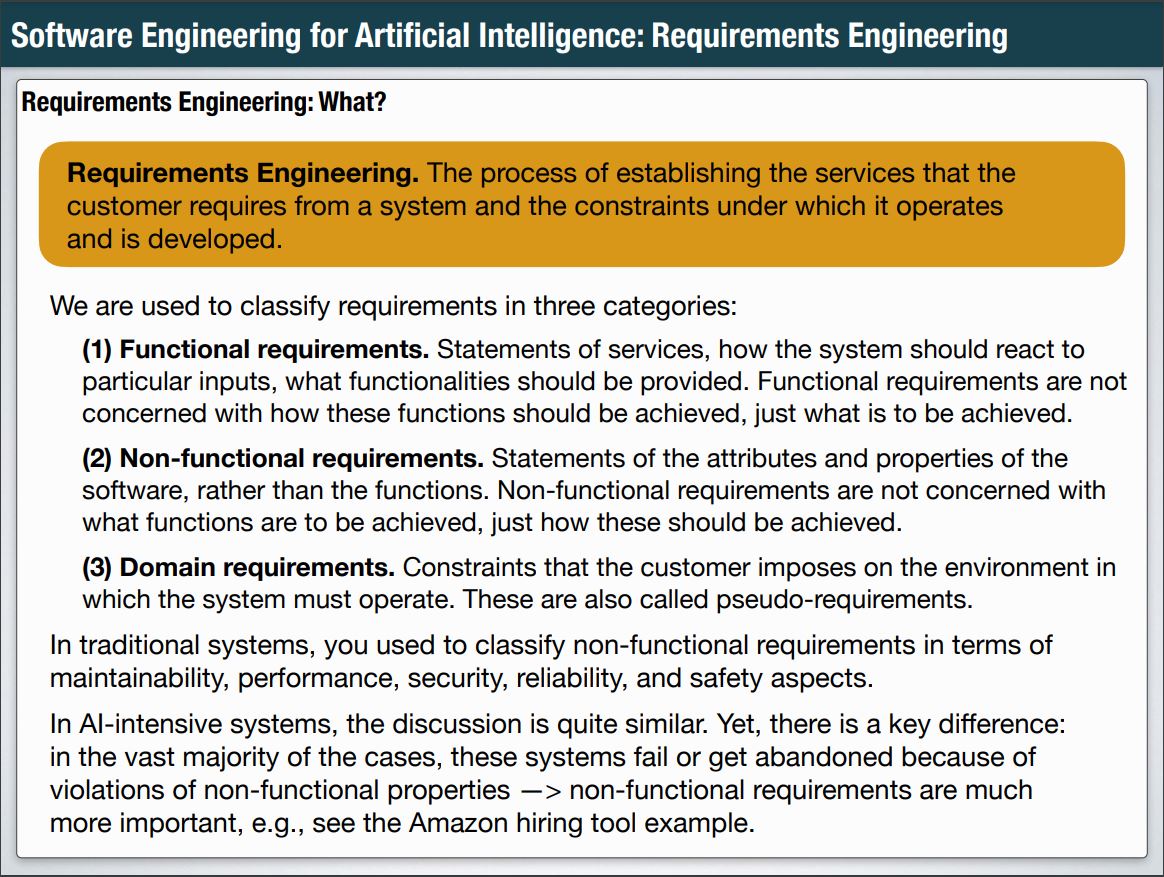 Software Engineering for Artificial Intelligence: Requirements Engineering
Requirements Engineering: What?
Requirements Engineering. The process of establishing the services that the
customer requires from a system and the constraints under which it operates
and is developed.
We are used to classify requirements in three categories:
(1) Functional requirements. Statements of services, how the system should react to
particular inputs, what functionalities should be provided. Functional requirements are not
concerned with how these functions should be achieved, just what is to be achieved.
(2) Non-functional requirements. Statements of the attributes and properties of the
software, rather than the functions. Non-functional requirements are not concerned with
what functions are to be achieved, just how these should be achieved.
(3) Domain requirements. Constraints that the customer imposes on the environment in
which the system must operate. These are also called pseudo-requirements.
In traditional systems, you used to classify non-functional requirements in terms of
maintainability, performance, security, reliability, and safety aspects.
In AI-intensive systems, the discussion is quite similar. Yet, there is a key difference:
in the vast majority of the cases, these systems fail or get abandoned because of
violations of non-functional properties —> non-functional requirements are much
more important, e.g., see the Amazon hiring tool example.